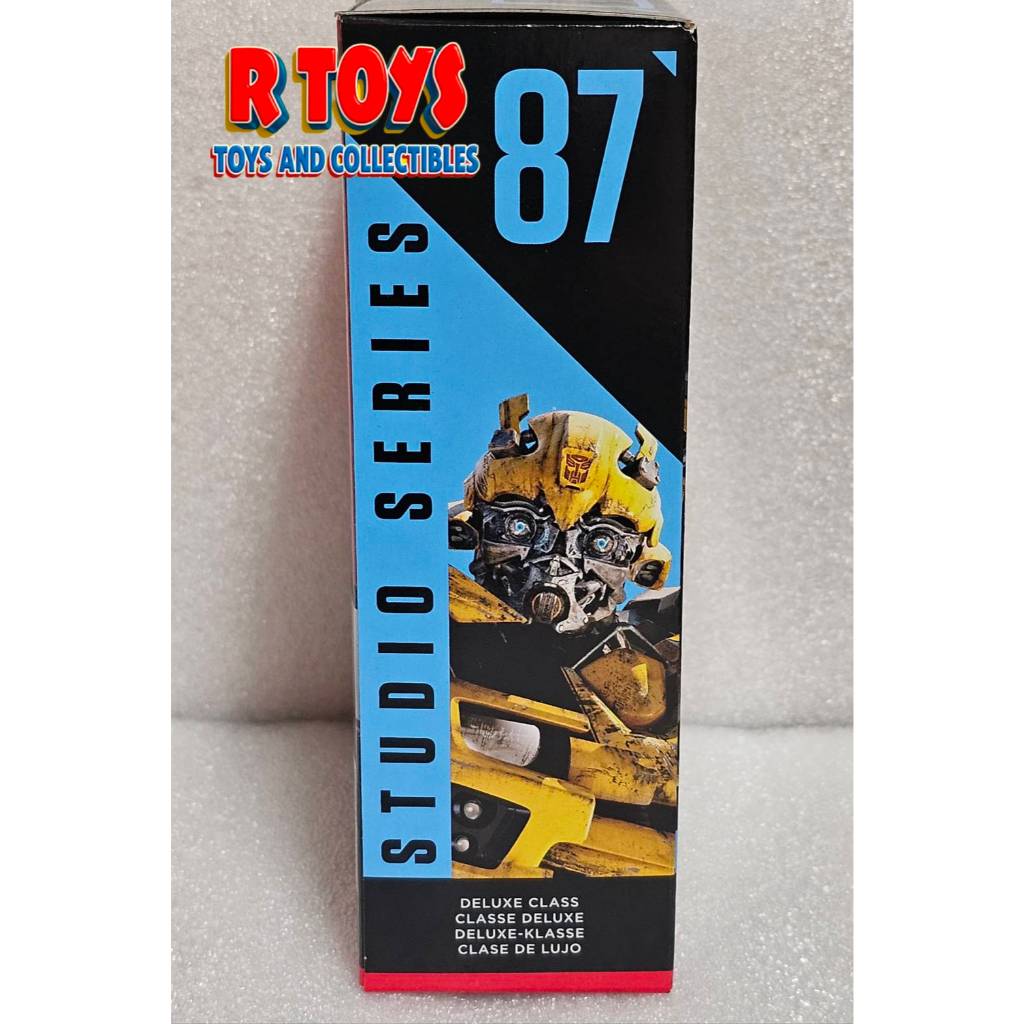 R TOYS
TOYS AND COLLECTIBLES
87
STUDIO SERIES
DELUXE CLASS
CLASSE DELUXE
DELUXE-KLASSE
CLASE DE LUJO